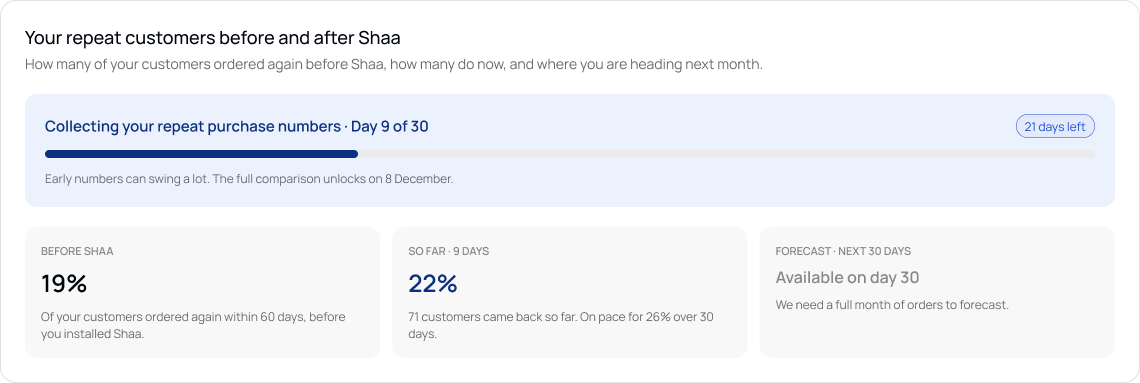 Your repeat customers before and after Shaa
How many of your customers ordered again before Shaa, how many do now, and where you are heading next month.
Collecting your repeat purchase numbers · Day 9 of 30
21 days left
Early numbers can swing a lot. The full comparison unlocks on 8 December.
BEFORE SHAA
19%
Of your customers ordered again within 60 days, before
you installed Shaa.
SO FAR · 9 DAYS
22%
71 customers came back so far. On pace for 26% over 30
days.
FORECAST · NEXT 30 DAYS
Available on day 30
We need a full month of orders to forecast.